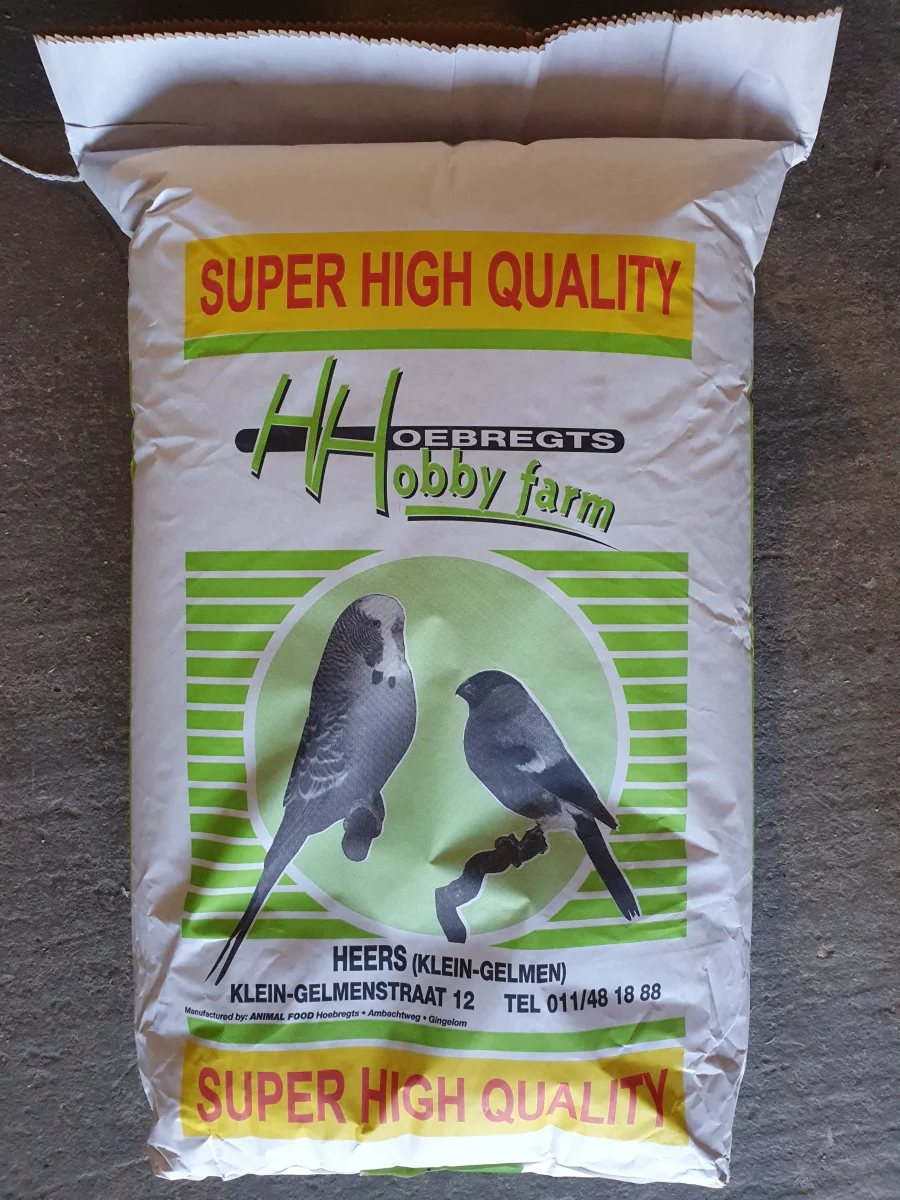 SUPER HIGH QUALITY
HOEBREGTS
Hobby farm
HEERS (KLEIN-GELMEN)
KLEIN-GELMENSTRAAT 12 TEL 011/48 18 88
Manufactured by: ANIMAL FOOD Hoebregts • Ambachtweg • Gingelom
SUPER HIGH QUALITY